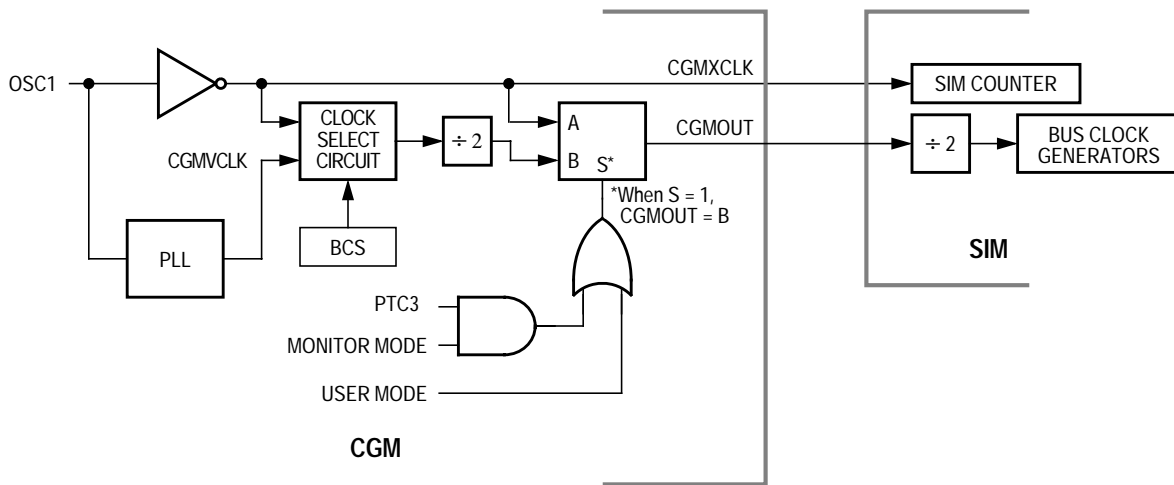 OSC1
CGMXCLK
SIM COUNTER
CLOCK
SELECT
CIRCUIT
÷ 2
A
B
S*
CGMOUT
÷ 2
BUS CLOCK
GENERATORS
CGMVCLK
*When S = 1,
CGMOUT = B
PLL
BCS
SIM
PTC3
MONITOR MODE
USER MODE
CGM